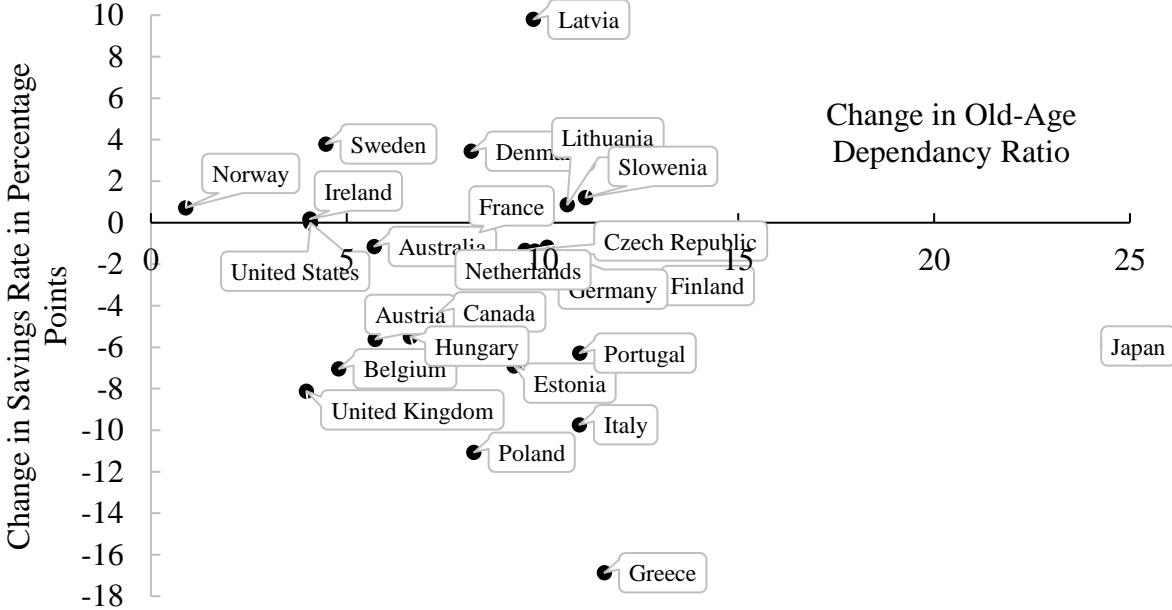 Change in Savings Rate in Percentage
Points
10
8
6
4
2
0
-2
-4
-6
-8
-10
-12
-14
-16
-18
0
5
10
15
20
25
Change in Old-Age
Dependancy Ratio
Latvia
Sweden
Denma
Lithuania
Slowenia
Norway
Ireland
France
United States
Australia
Czech Republic
Netherlands
Germany
Finland
Austria
Canada
Hungary
Portugal
Japan
Belgium
Estonia
United Kingdom
Italy
Poland
Greece